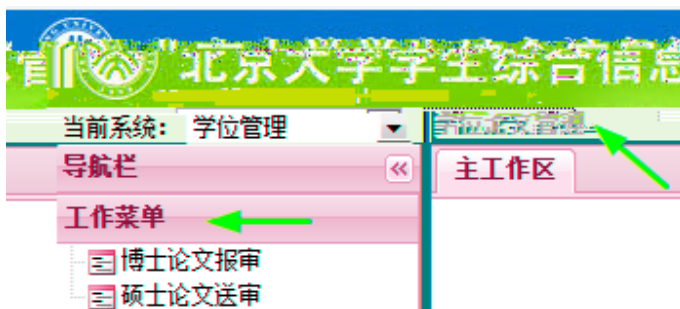 北京大学学生综合信息
当前系统： 学位管理
导航栏
主工作区
工作菜单
博士论文报审
硕士论文送审